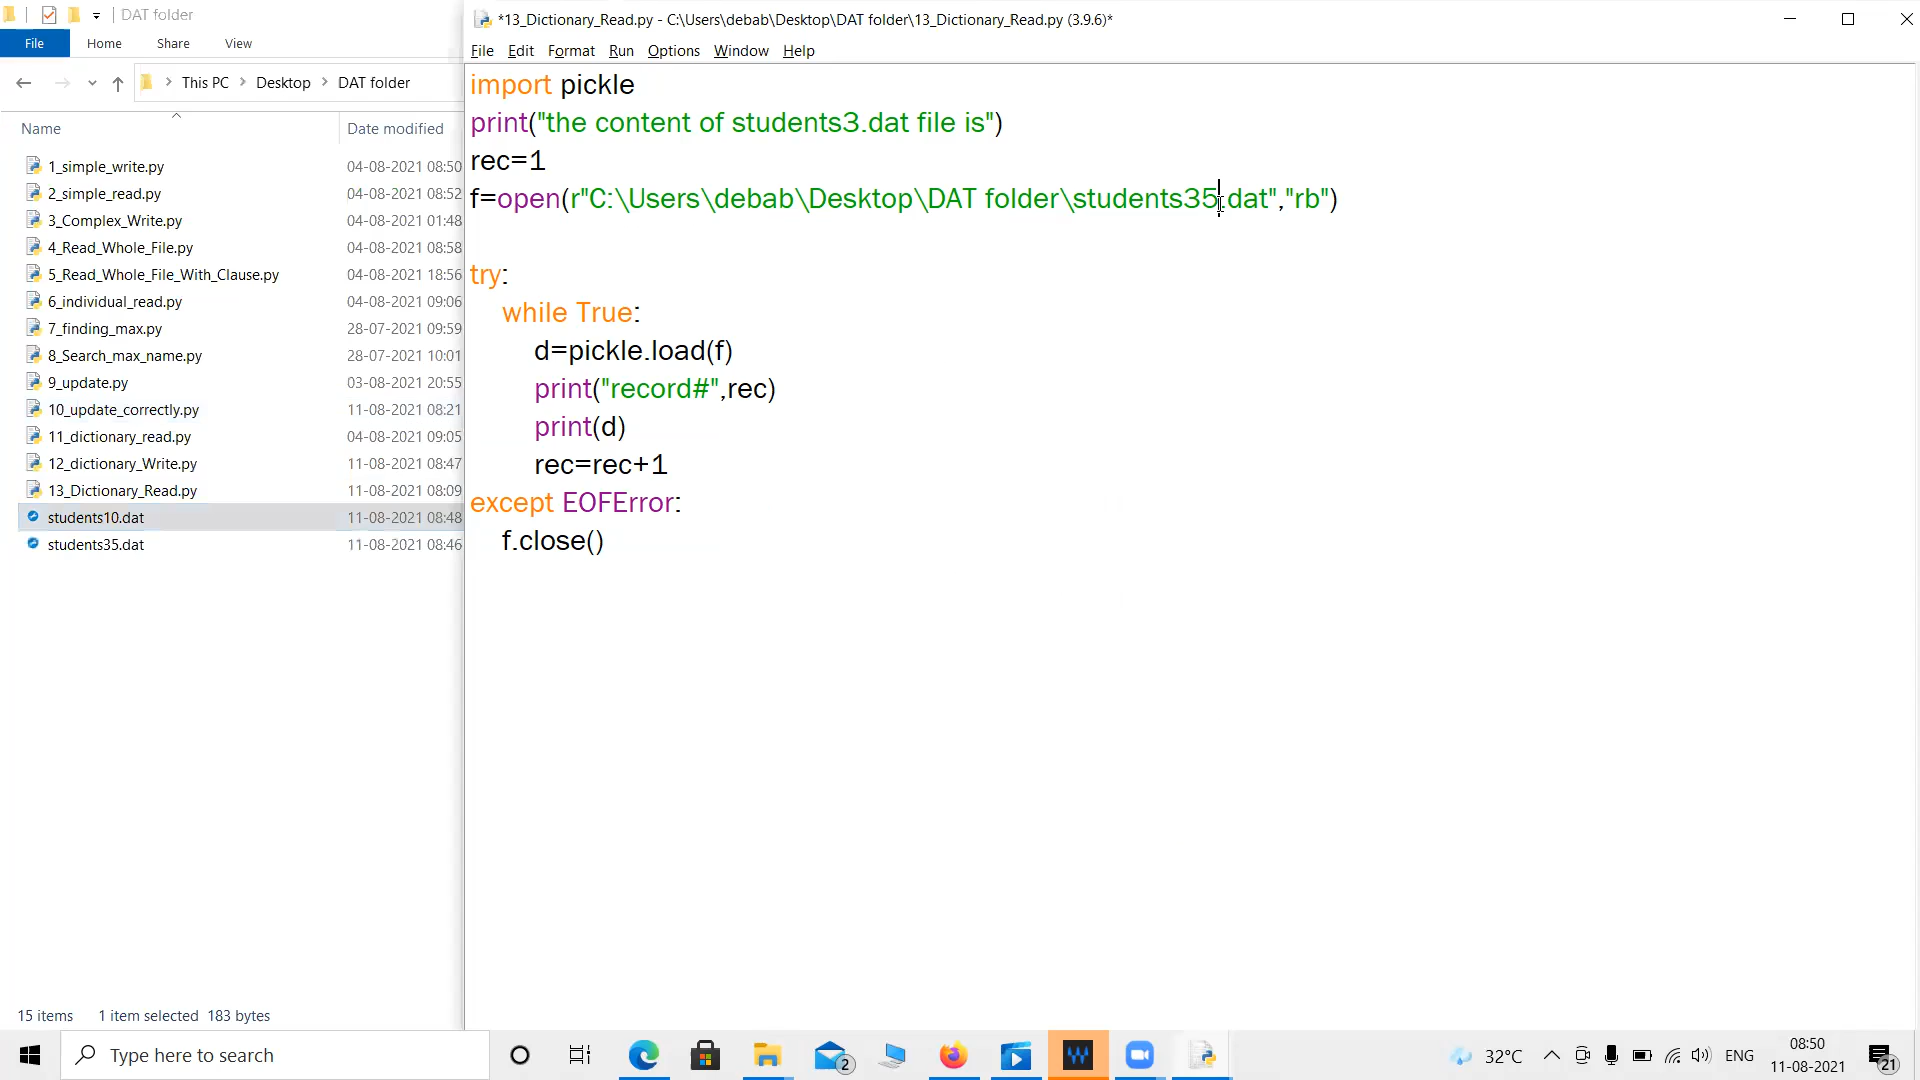 DAT folder
*13_Dictionary_Read.py - C:\Users\debab\Desktop\DAT folder\13_Dictionary_Read.py (3.9.6)*
File Home Share View
File Edit Format Run Options Window Help
This PC Desktop DAT folder
Name Date modified
1_simple_write.py 04-08-2021 08:50
2_simple_read.py 04-08-2021 08:52
3_Complex_Write.py 04-08-2021 01:48
4_Read_Whole_File.py 04-08-2021 08:58
5_Read_Whole_File_With_Clause.py 04-08-2021 18:56
6_individual_read.py 04-08-2021 09:06
7_finding_max.py 28-07-2021 09:59
8_Search_max_name.py 28-07-2021 10:01
9_update.py 03-08-2021 20:55
10_update_correctly.py 11-08-2021 08:21
11_dictionary_read.py 04-08-2021 09:05
12_dictionary_Write.py 11-08-2021 08:47
13_Dictionary_Read.py 11-08-2021 08:09
students10.dat 11-08-2021 08:48
students35.dat 11-08-2021 08:46
15 items 1 item selected 183 bytes
import pickle
print("the content of students3.dat file is")
rec=1
f=open(r"C:\Users\debab\Desktop\DAT folder\students35.dat","rb")
try:
while True:
d=pickle.load(f)
print("record#",rec)
print(d)
rec=rec+1
except EOFError:
f.close()
Type here to search
2
32°C
ENG
08:50
11-08-2021
21